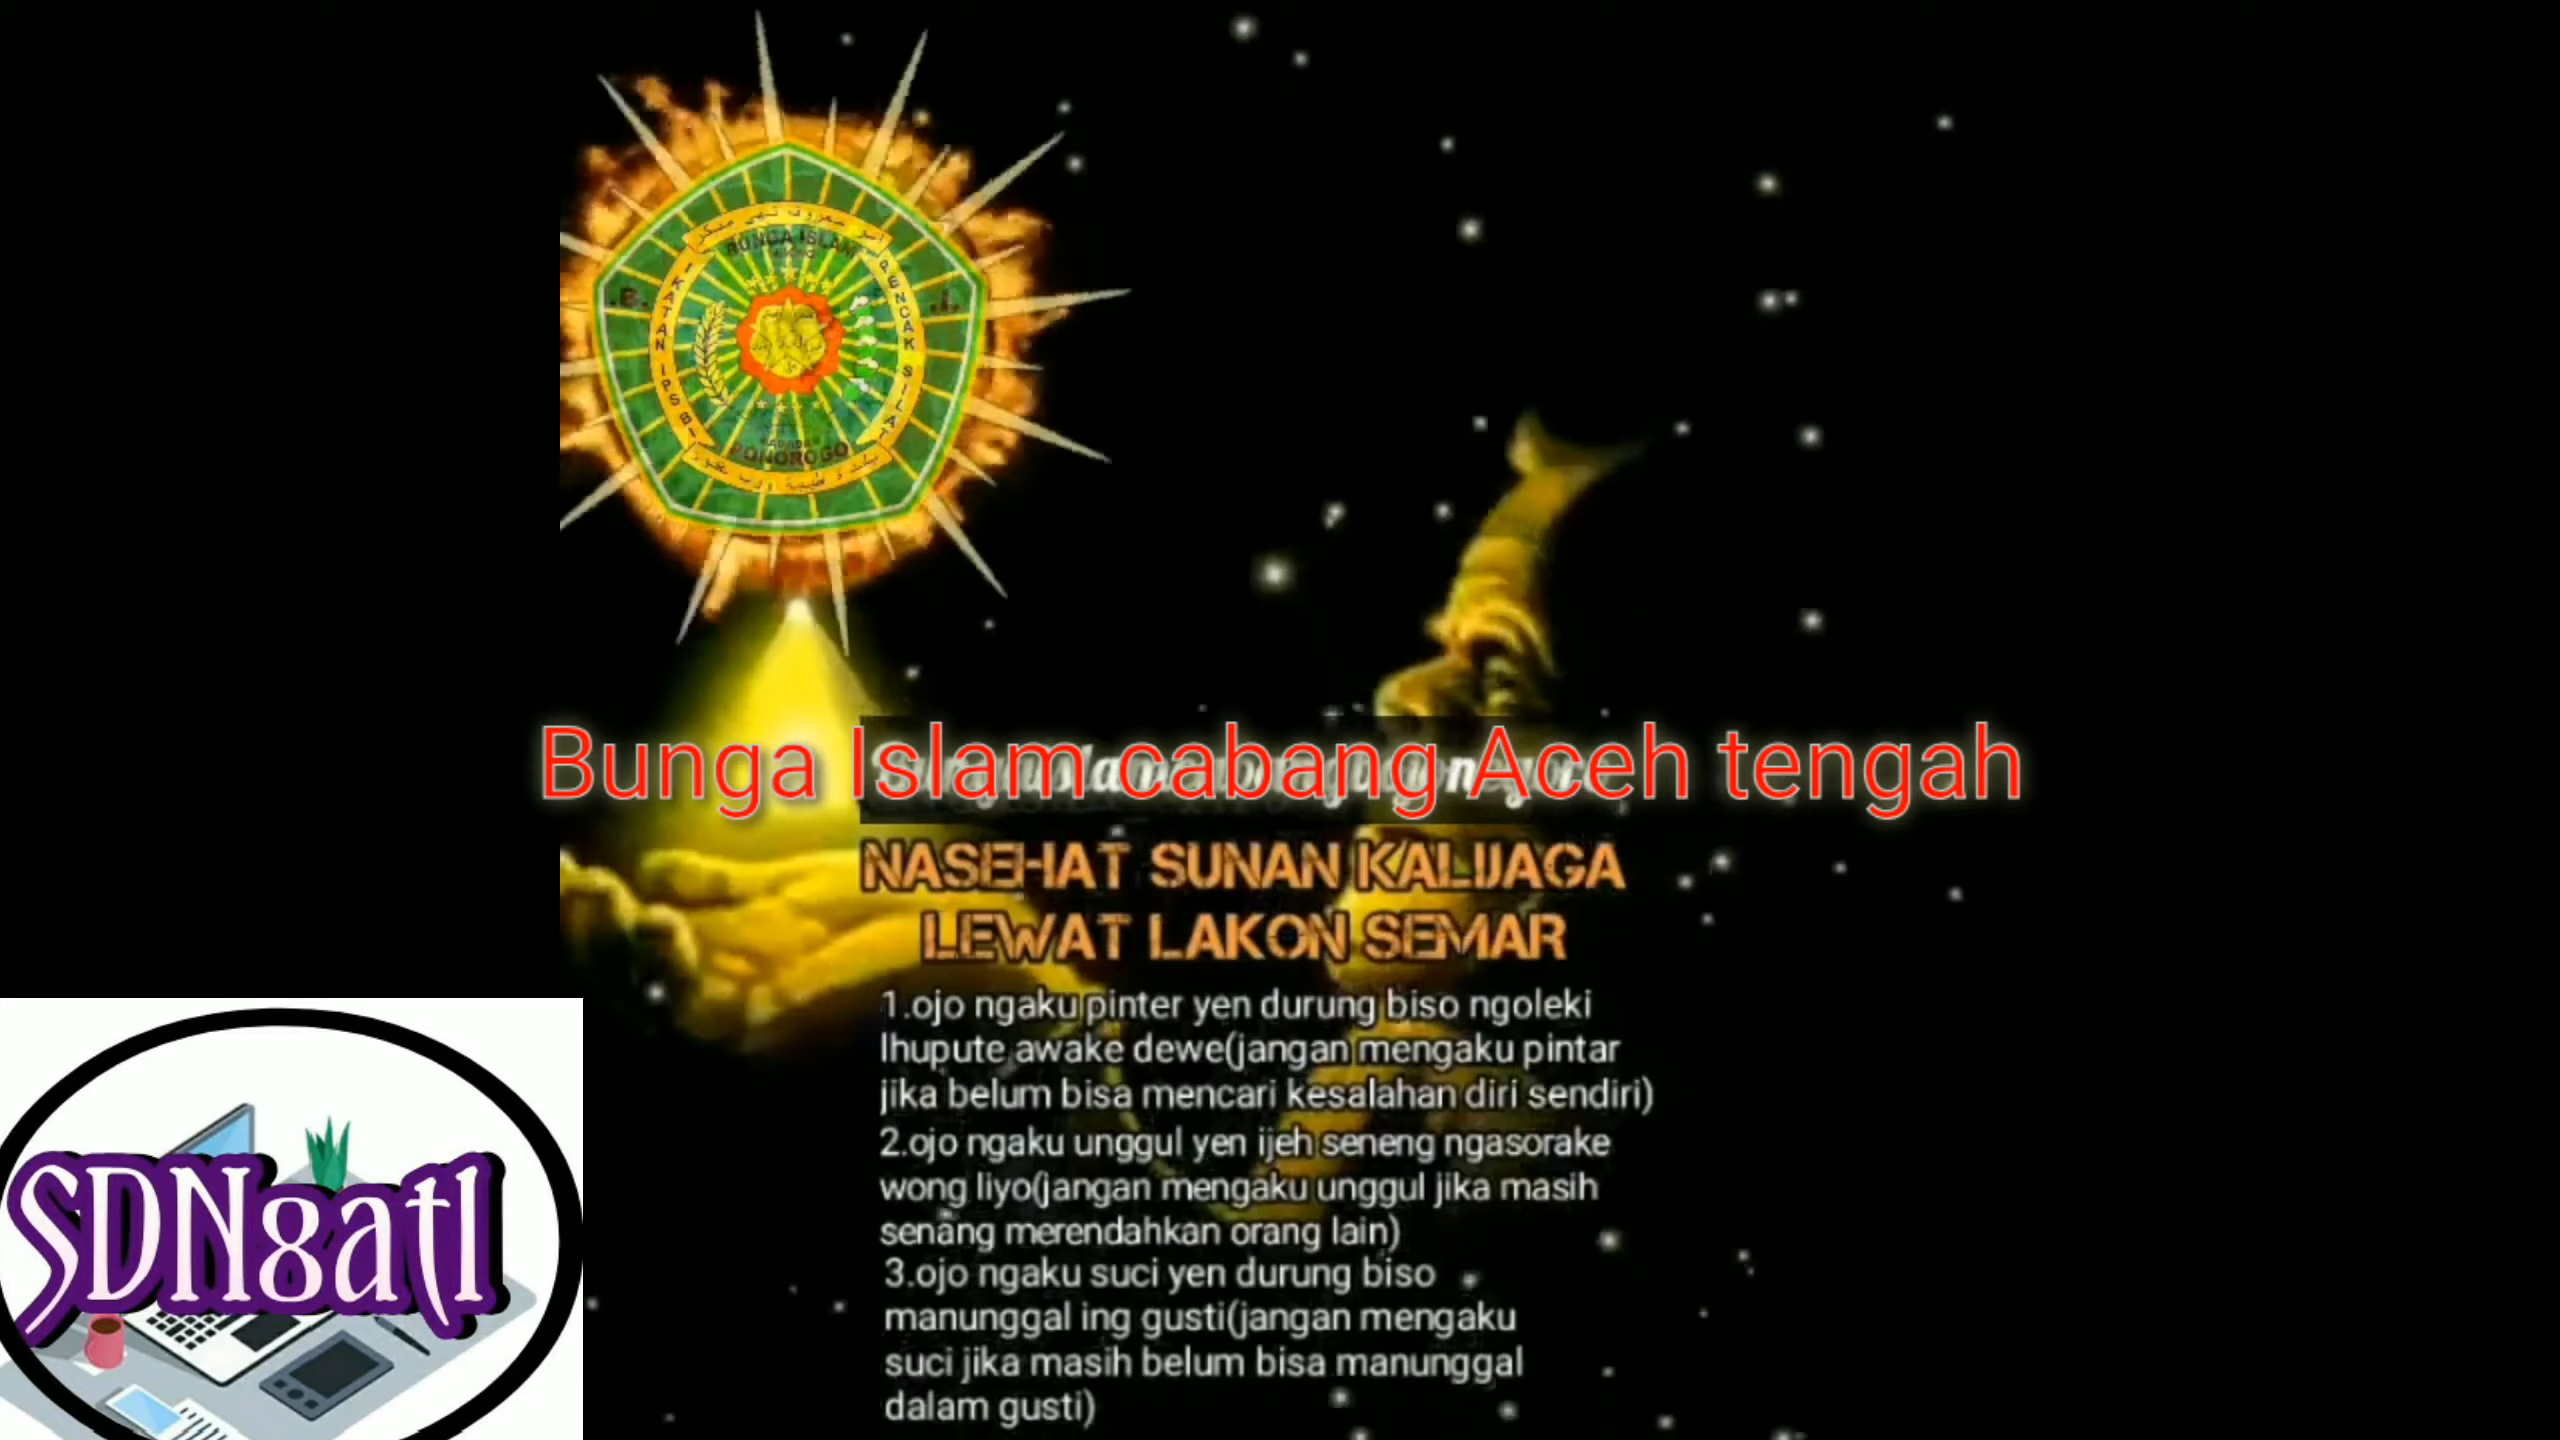 BUNGA ISLAM
IKATAN IPS BI
PENCAK SILAT
PONOROGO
Bunga Islam cabang Aceh tengah
NASEHAT SUNAN KALIJAGA
LEWAT LAKON SEMAR
1.ojo ngaku pinter yen durung biso ngoleki
lhupute awake dewe(jangan mengaku pintar
jika belum bisa mencari kesalahan diri sendiri)
2.ojo ngaku unggul yen ijeh seneng ngasorake
wong liyo(jangan mengaku unggul jika masih
senang merendahkan orang lain)
3.ojo ngaku suci yen durung biso
manunggal ing gusti(jangan mengaku
suci jika masih belum bisa manunggal
dalam gusti)
SDN8atl